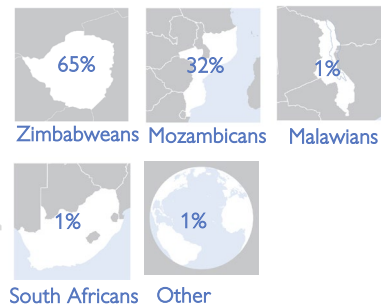 65%
32%
1%
Zimbabweans
Mozambicans
Malawians
1%
1%
South Africans
Other